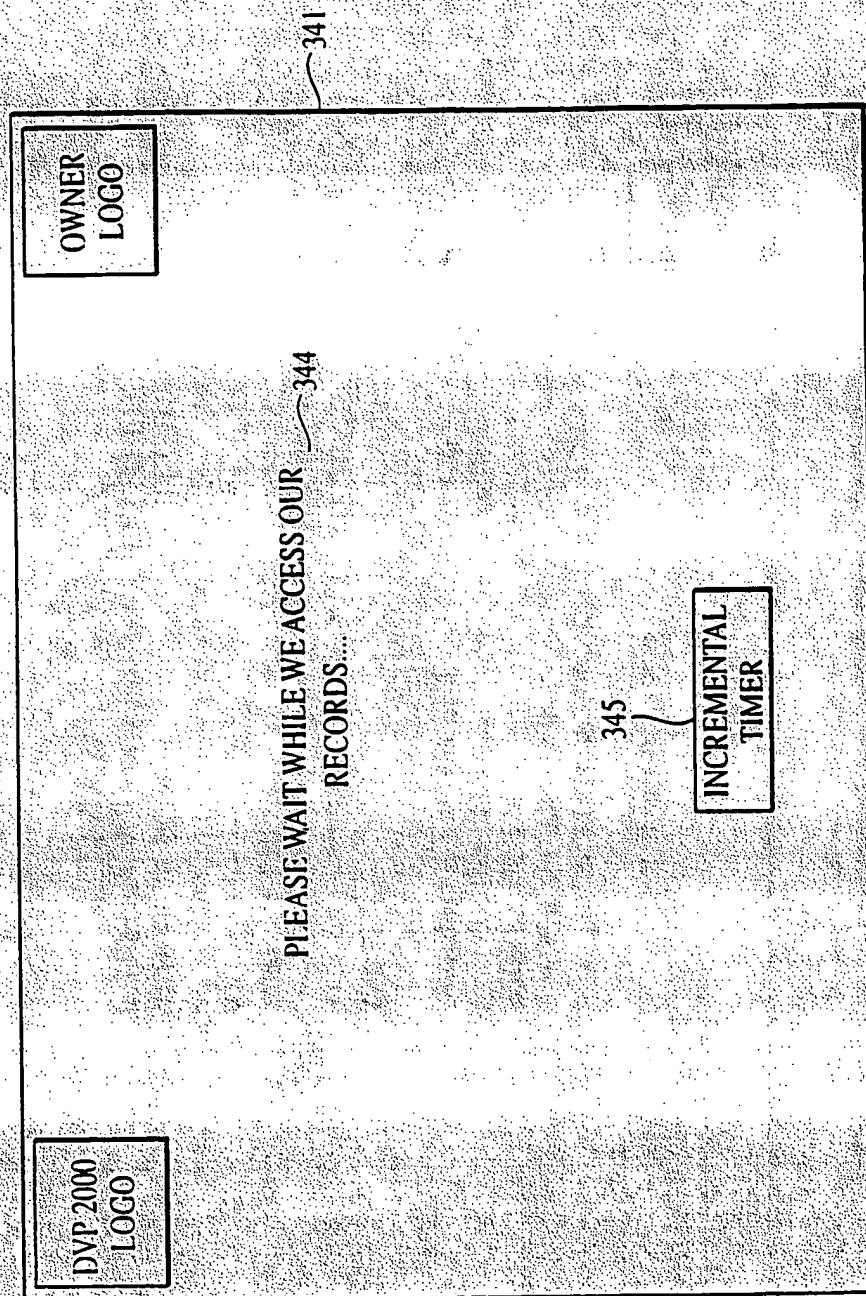 DVP 2000
LOGO
OWNER
LOGO
341
PLEASE WAIT WHILE WE ACCESS OUR
RECORDS....
344
345
INCREMENTAL
TIMER